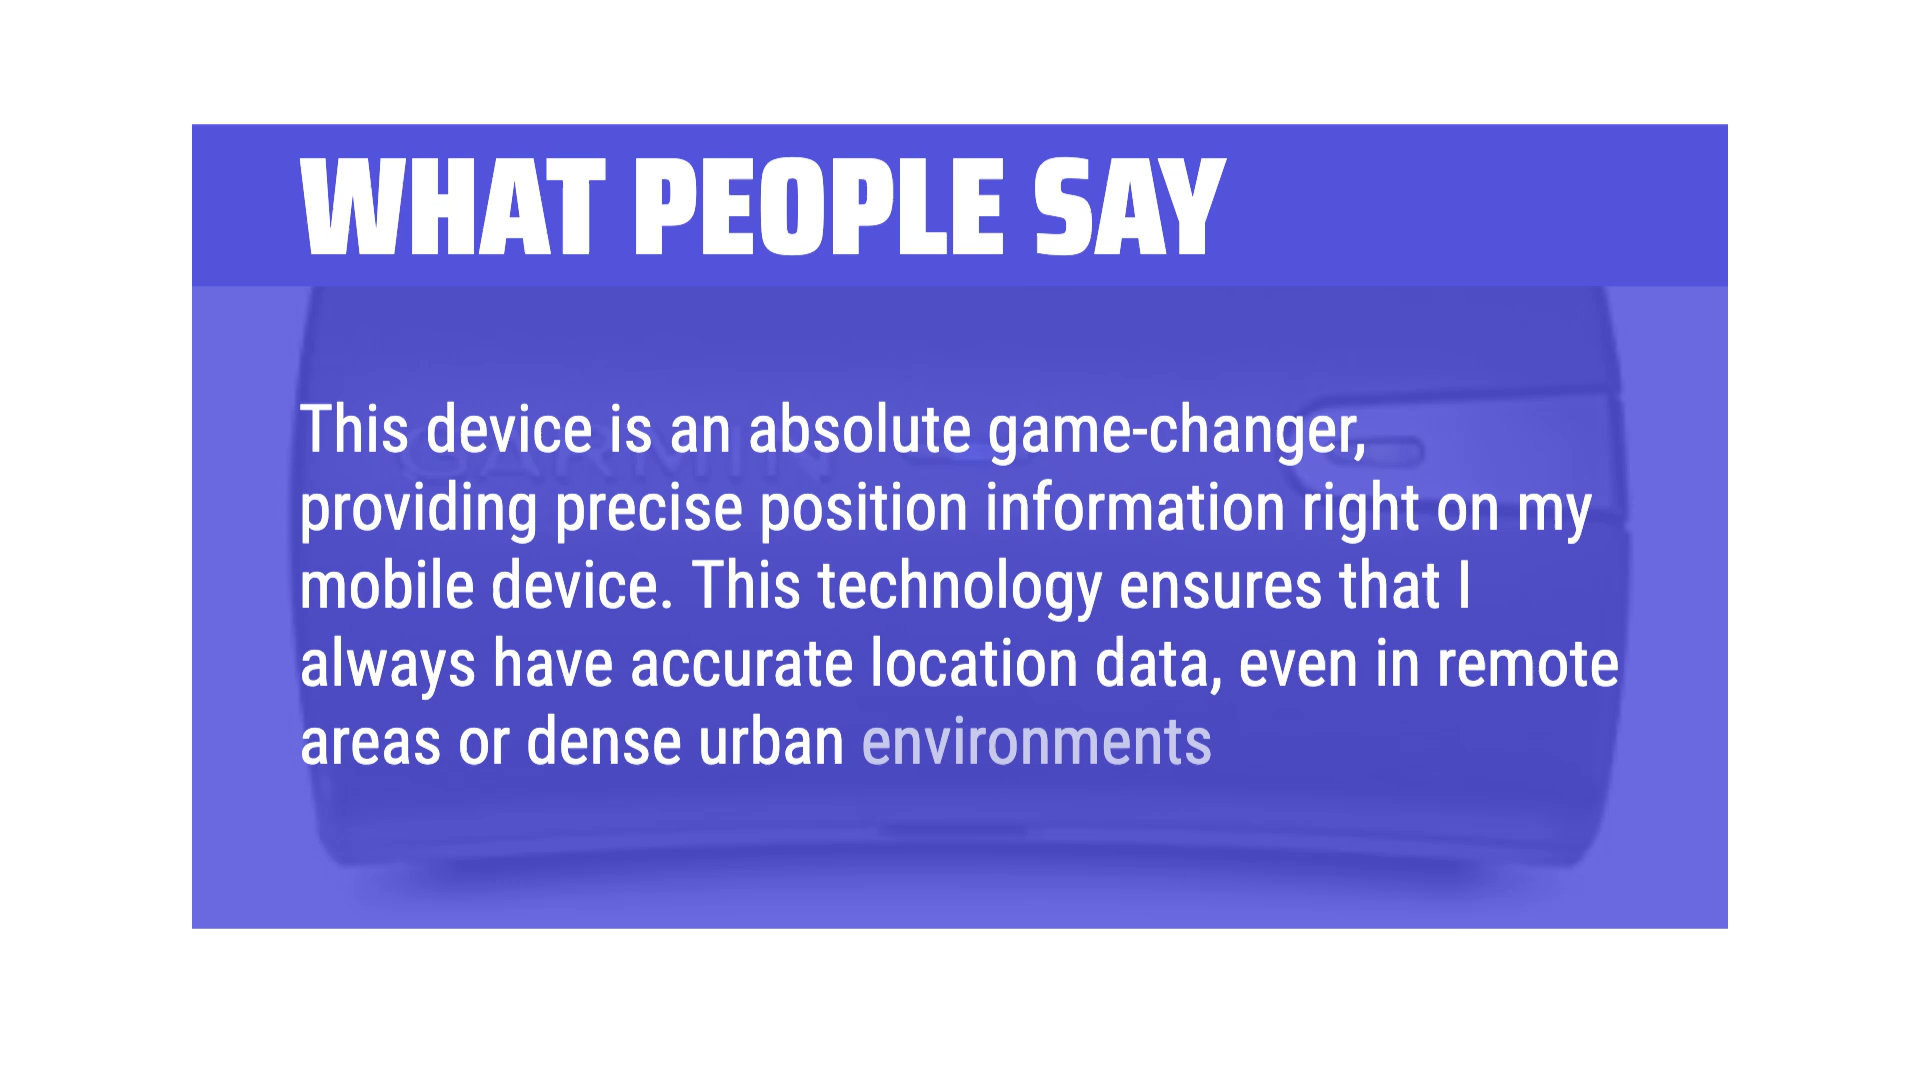 WHAT PEOPLE SAY
This device is an absolute game-changer,
providing precise position information right on my
mobile device. This technology ensures that I
always have accurate location data, even in remote
areas or dense urban environments
GARMIN